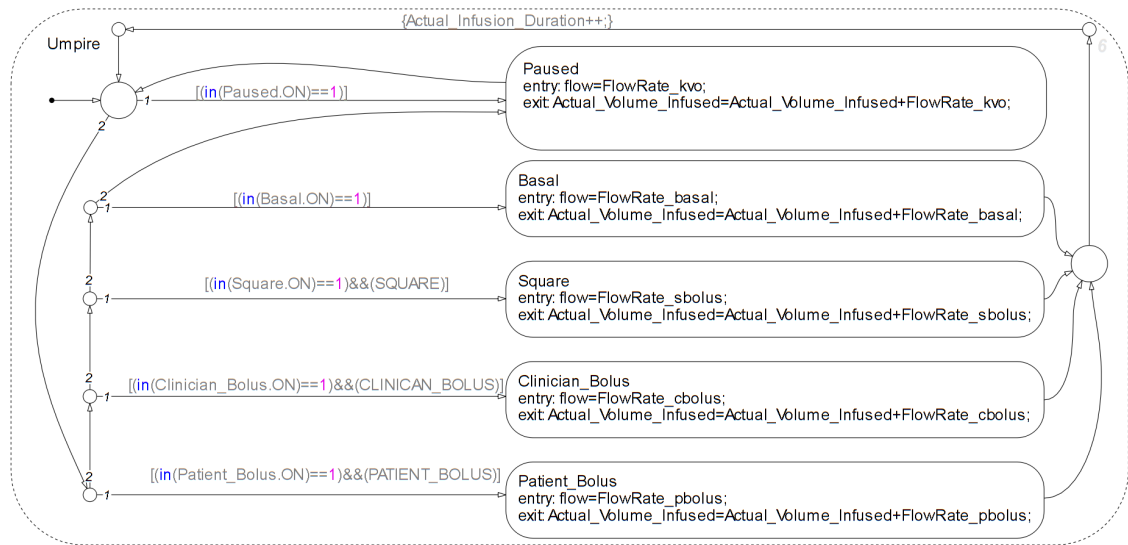 {Actual_Infusion_Duration++;}
Umpire
6
Paused
entry: flow=FlowRate_kvo;
exit: Actual_Volume_Infused=Actual_Volume_Infused+FlowRate_kvo;
1
[(in(Paused.ON)==1)]
2
Basal
entry: flow=FlowRate_basal;
exit: Actual_Volume_Infused=Actual_Volume_Infused+FlowRate_basal;
2
1
[(in(Basal.ON)==1)]
Square
entry: flow=FlowRate_sbolus;
exit: Actual_Volume_Infused=Actual_Volume_Infused+FlowRate_sbolus;
2
1
[(in(Square.ON)==1)&&(SQUARE)]
Clinician_Bolus
entry: flow=FlowRate_cbolus;
exit: Actual_Volume_Infused=Actual_Volume_Infused+FlowRate_cbolus;
2
1
[(in(Clinician_Bolus.ON)==1)&&(CLINICAN_BOLUS)]
Patient_Bolus
entry: flow=FlowRate_pbolus;
exit: Actual_Volume_Infused=Actual_Volume_Infused+FlowRate_pbolus;
2
1
[(in(Patient_Bolus.ON)==1)&&(PATIENT_BOLUS)]